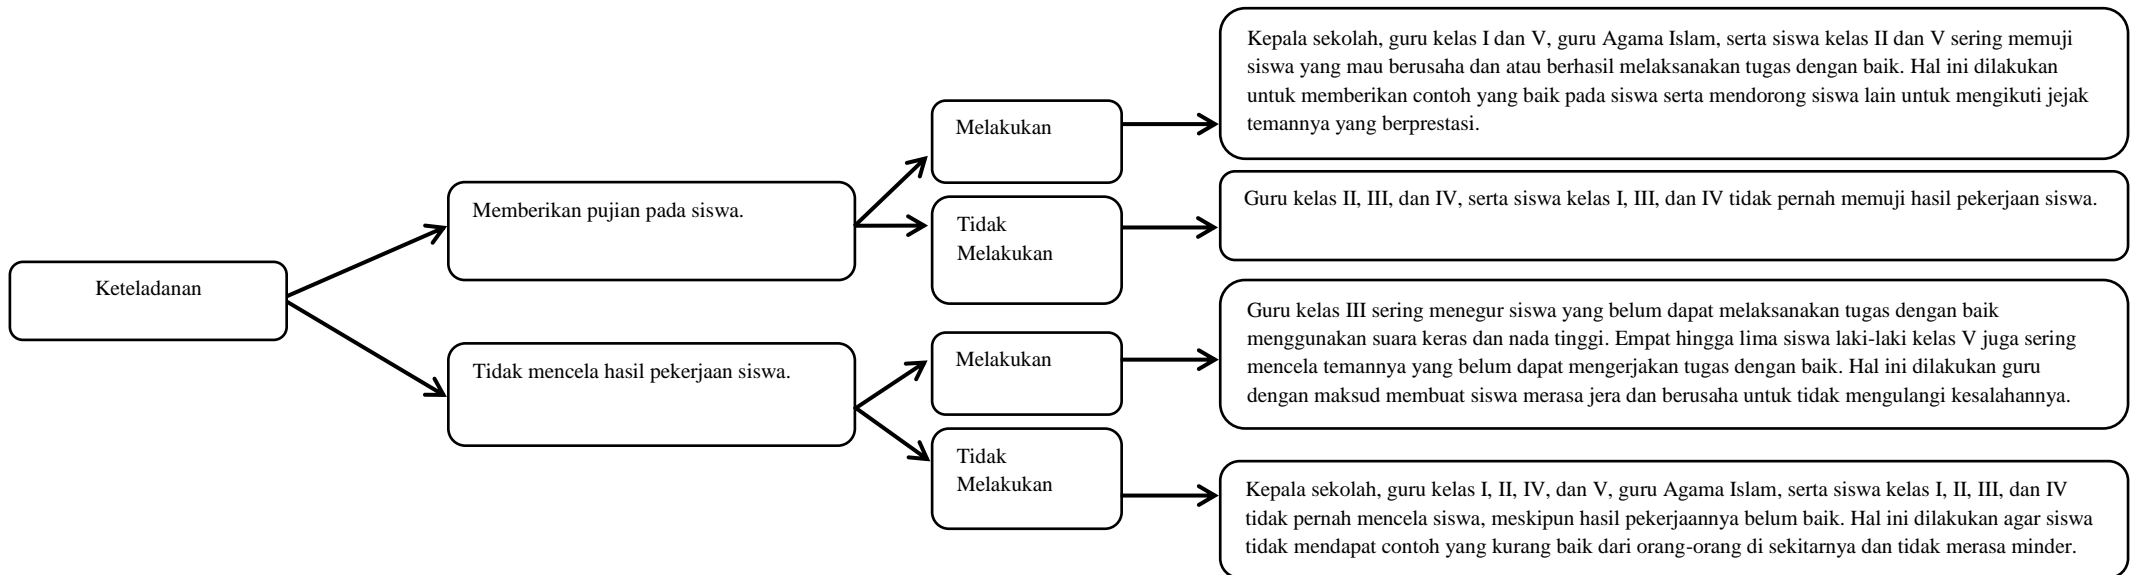 Keteladanan
Memberikan pujian pada siswa.
Melakukan
Kepala sekolah, guru kelas I dan V, guru Agama Islam, serta siswa kelas II dan V sering memuji
siswa yang mau berusaha dan atau berhasil melaksanakan tugas dengan baik. Hal ini dilakukan
untuk memberikan contoh yang baik pada siswa serta mendorong siswa lain untuk mengikuti jejak
temannya yang berprestasi.
Tidak
Melakukan
Guru kelas II, III, dan IV, serta siswa kelas I, III, dan IV tidak pernah memuji hasil pekerjaan siswa.
Tidak mencela hasil pekerjaan siswa.
Melakukan
Guru kelas III sering menegur siswa yang belum dapat melaksanakan tugas dengan baik
menggunakan suara keras dan nada tinggi. Empat hingga lima siswa laki-laki kelas V juga sering
mencela temannya yang belum dapat mengerjakan tugas dengan baik. Hal ini dilakukan guru
dengan maksud membuat siswa merasa jera dan berusaha untuk tidak mengulangi kesalahannya.
Tidak
Melakukan
Kepala sekolah, guru kelas I, II, IV, dan V, guru Agama Islam, serta siswa kelas I, II, III, dan IV
tidak pernah mencela siswa, meskipun hasil pekerjaannya belum baik. Hal ini dilakukan agar siswa
tidak mendapat contoh yang kurang baik dari orang-orang di sekitarnya dan tidak merasa minder.